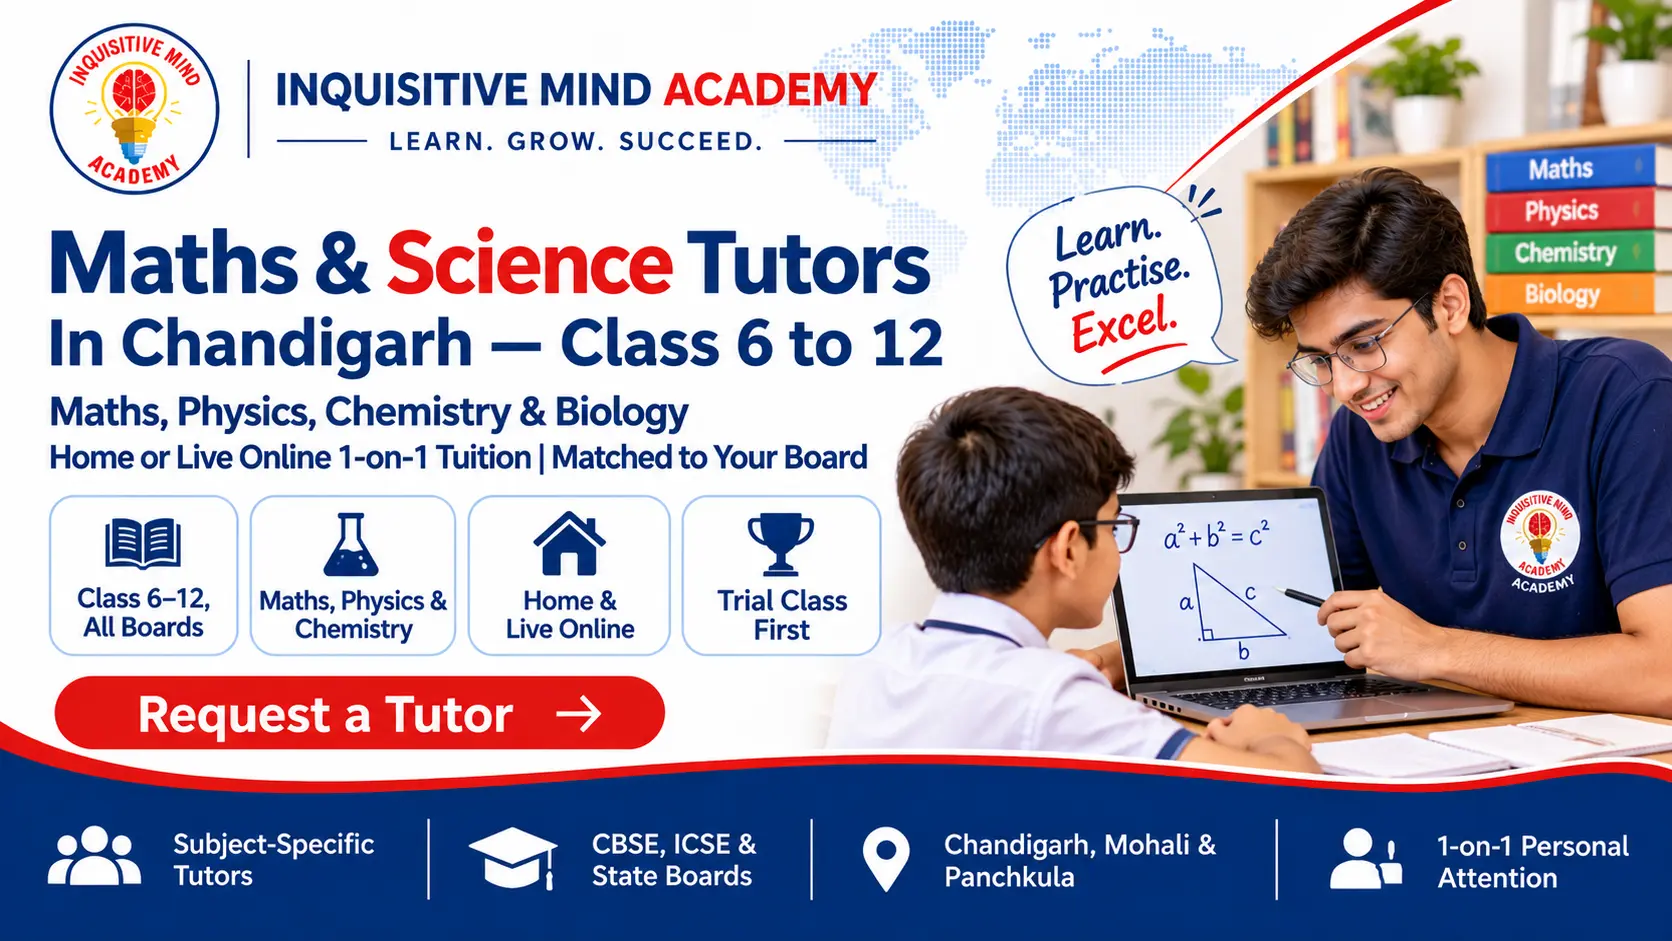 INQUISITIVE MIND
ACADEMY
INQUISITIVE MIND ACADEMY
LEARN. GROW. SUCCEED.
Maths & Science Tutors
In Chandigarh — Class 6 to 12
Maths, Physics, Chemistry & Biology
Home or Live Online 1-on-1 Tuition | Matched to Your Board
Class 6–12,
All Boards
Maths, Physics &
Chemistry
Home &
Live Online
Trial Class
First
Request a Tutor
Learn.
Practise.
Excel.
Maths
Physics
Chemistry
Biology
a² + b² = c²
a
c
b
INQUISITIVE MIND
ACADEMY
ACADEMY
Subject-Specific
Tutors
CBSE, ICSE &
State Boards
Chandigarh, Mohali &
Panchkula
1-on-1 Personal
Attention